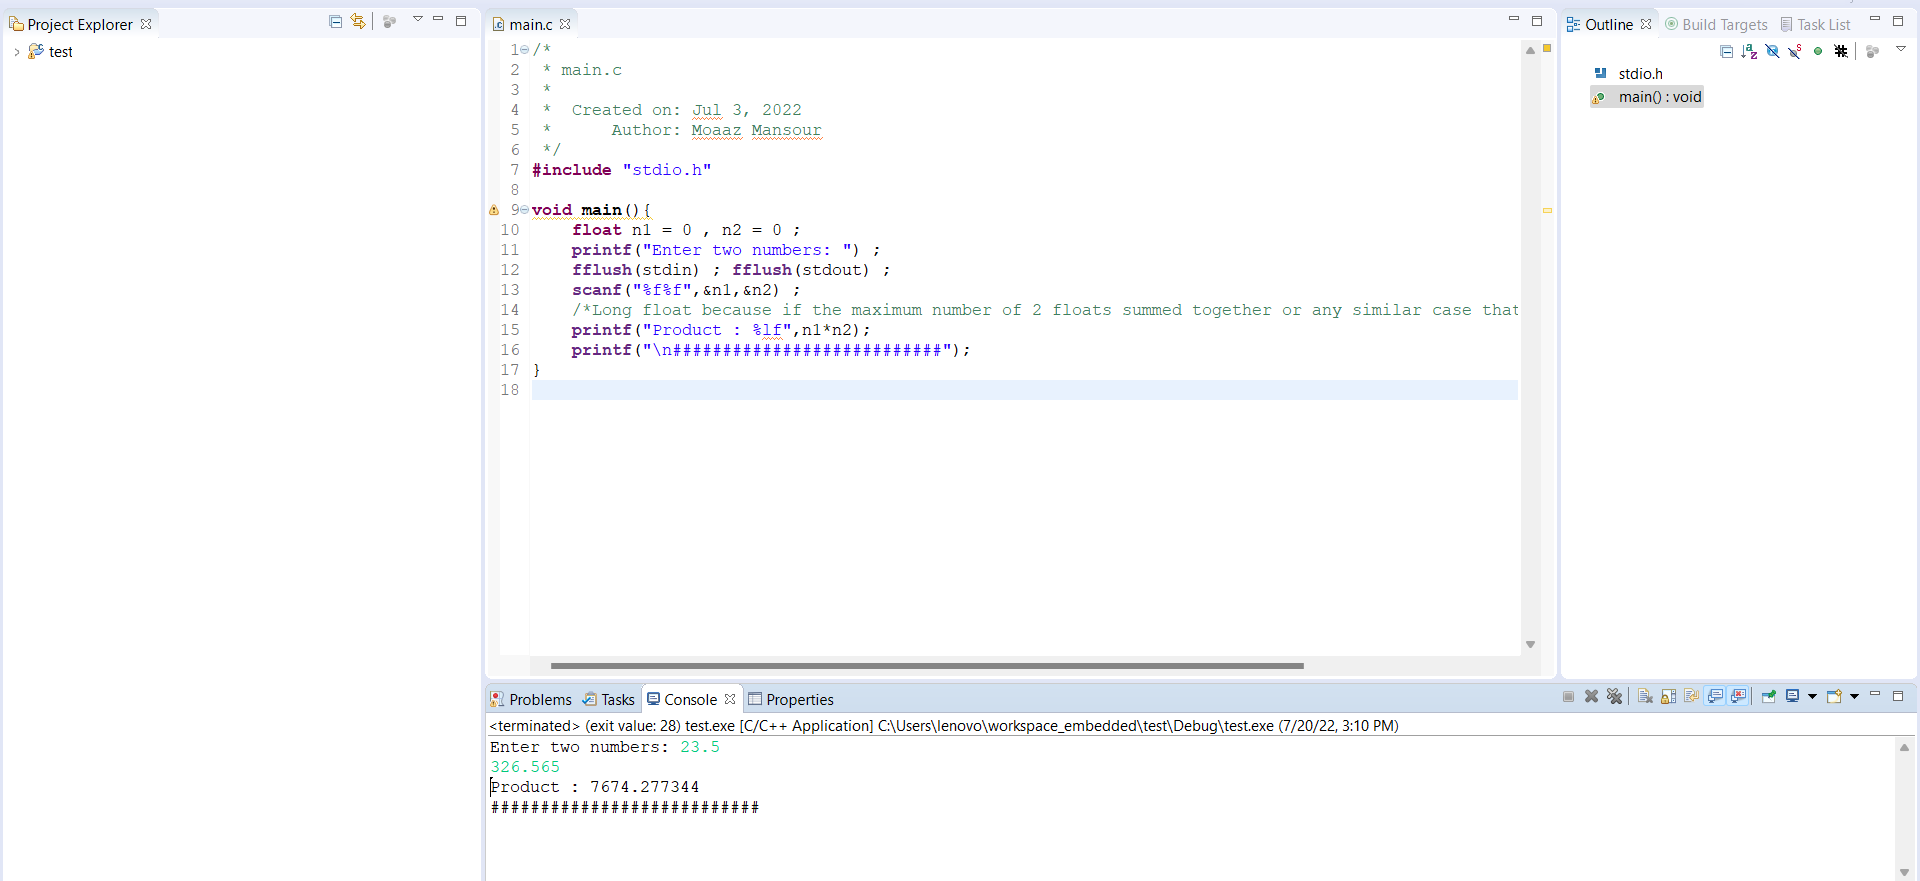 Project Explorer
test
main.c
1 /*
2  * main.c
3  *
4  *  Created on: Jul 3, 2022
5  *      Author: Moaaz Mansour
6  */
7 #include "stdio.h"
8
9 void main(){
10     float n1 = 0 , n2 = 0 ;
11     printf("Enter two numbers: ") ;
12     fflush(stdin) ; fflush(stdout) ;
13     scanf("%f%f",&n1,&n2) ;
14     /*Long float because if the maximum number of 2 floats summed together or any similar case that
15     printf("Product : %lf",n1*n2);
16     printf("\n###########################");
17 }
18
Outline Build Targets Task List
stdio.h
main() : void
Problems Tasks Console Properties
<terminated> (exit value: 28) test.exe [C/C++ Application] C:\Users\lenovo\workspace_embedded\test\Debug\test.exe (7/20/22, 3:10 PM)
Enter two numbers: 23.5
326.565
Product : 7674.277344
###########################